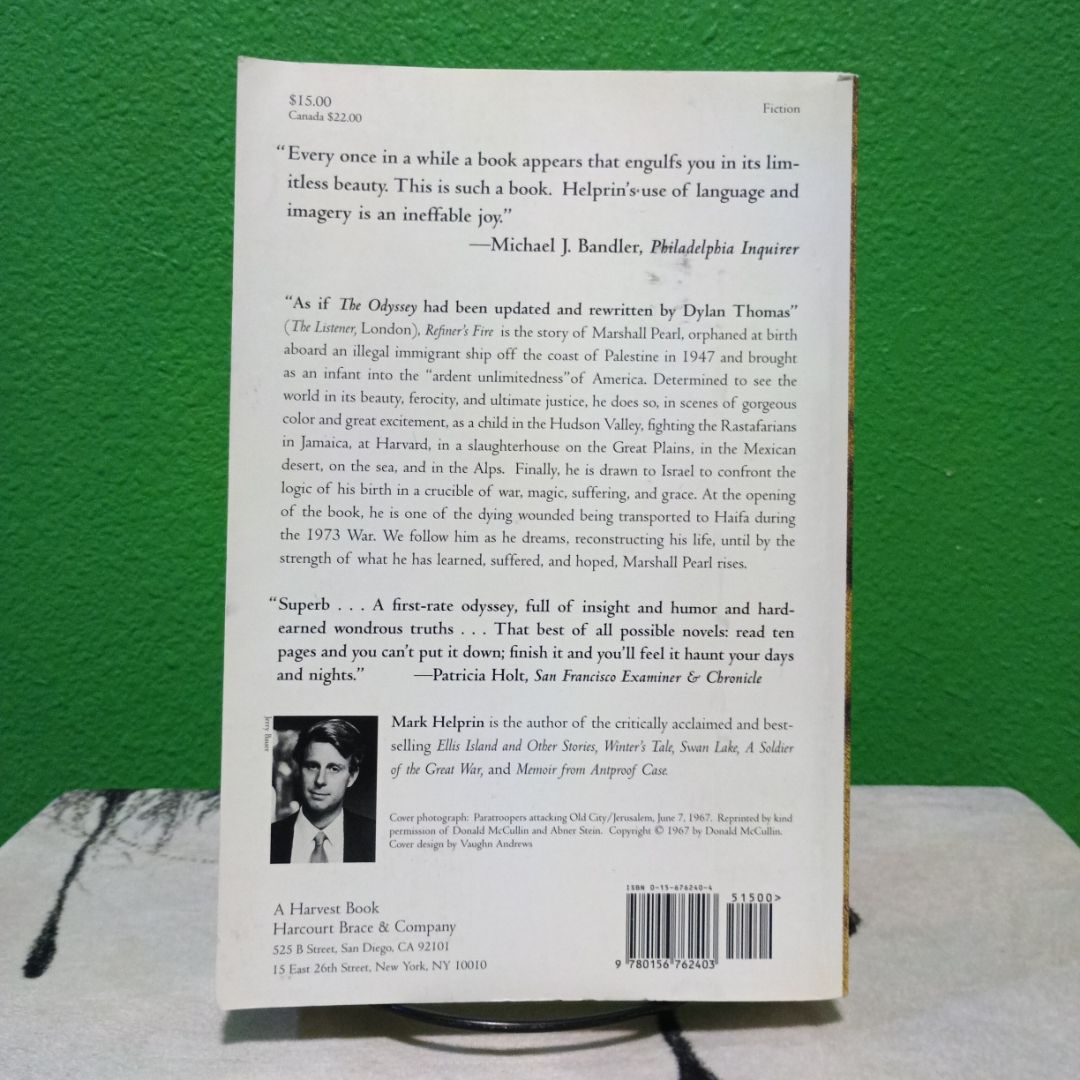 $15.00
Canada $22.00
Fiction
“Every once in a while a book appears that engulfs you in its lim-
itless beauty. This is such a book. Helprin’s use of language and
imagery is an ineffable joy.”
—Michael J. Bandler, Philadelphia Inquirer
“As if The Odyssey had been updated and rewritten by Dylan Thomas”
(The Listener, London), Refiner’s Fire is the story of Marshall Pearl, orphaned at birth
aboard an illegal immigrant ship off the coast of Palestine in 1947 and brought
as an infant into the “ardent unlimitedness”of America. Determined to see the
world in its beauty, ferocity, and ultimate justice, he does so, in scenes of gorgeous
color and great excitement, as a child in the Hudson Valley, fighting the Rastafarians
in Jamaica, at Harvard, in a slaughterhouse on the Great Plains, in the Mexican
desert, on the sea, and in the Alps. Finally, he is drawn to Israel to confront the
logic of his birth in a crucible of war, magic, suffering, and grace. At the opening
of the book, he is one of the dying wounded being transported to Haifa during
the 1973 War. We follow him as he dreams, reconstructing his life, until by the
strength of what he has learned, suffered, and hoped, Marshall Pearl rises.
“Superb . . . A first-rate odyssey, full of insight and humor and hard-
earned wondrous truths . . . That best of all possible novels: read ten
pages and you can’t put it down; finish it and you’ll feel it haunt your days
and nights.” —Patricia Holt, San Francisco Examiner & Chronicle
Jerry Bauer
Mark Helprin is the author of the critically acclaimed and best-
selling Ellis Island and Other Stories, Winter’s Tale, Swan Lake, A Soldier
of the Great War, and Memoir from Antproof Case.
Cover photograph: Paratroopers attacking Old City/Jerusalem, June 7, 1967. Reprinted by kind
permission of Donald McCullin and Abner Stein. Copyright © 1967 by Donald McCullin.
Cover design by Vaughn Andrews
A Harvest Book
Harcourt Brace & Company
525 B Street, San Diego, CA 92101
15 East 26th Street, New York, NY 10010
ISBN 0-15-676240-4
51500>
9 780156 762403